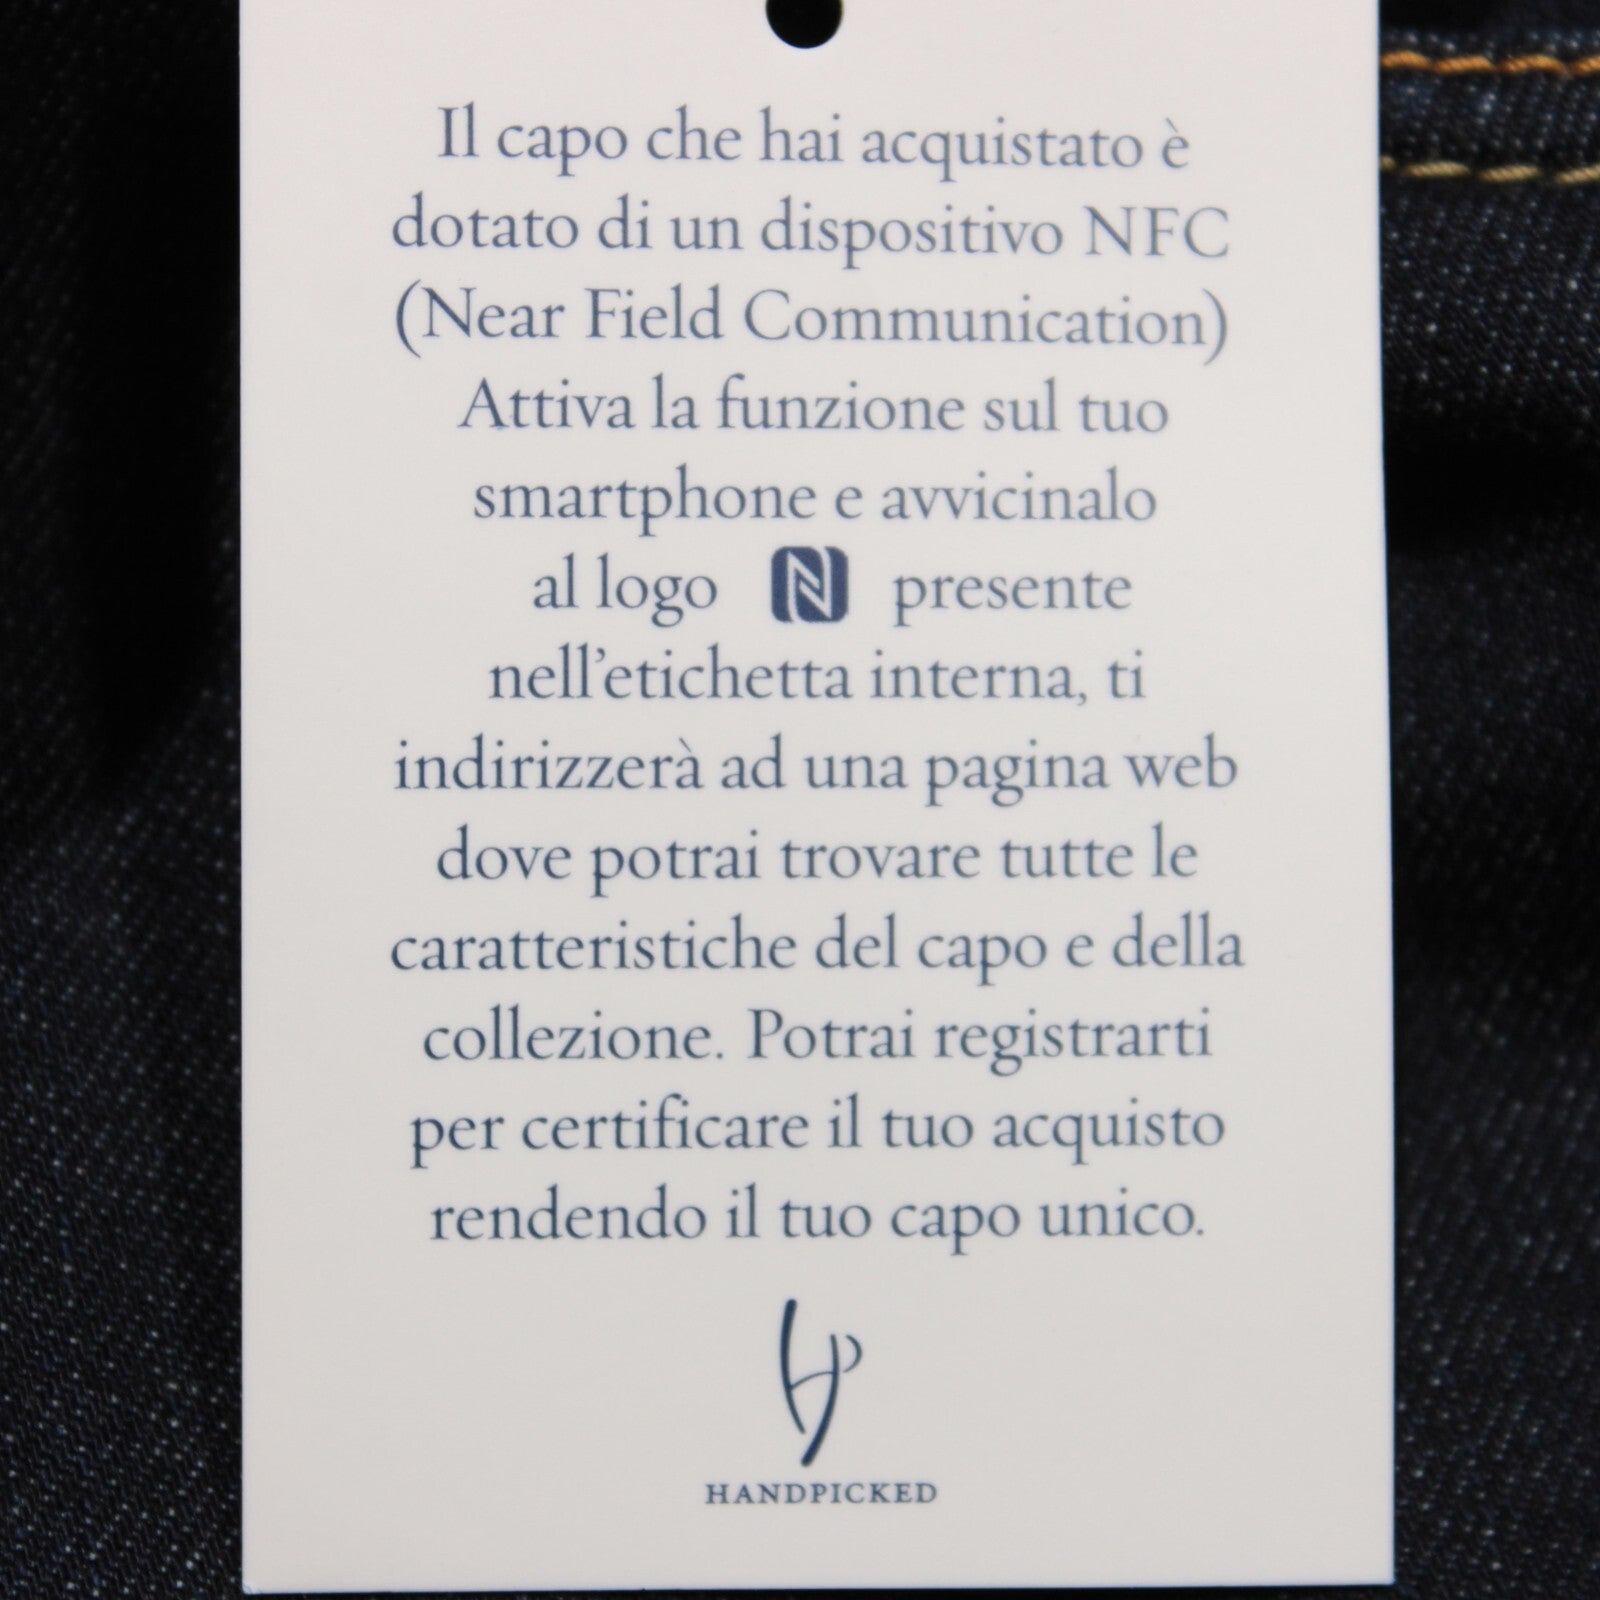 Il capo che hai acquistato è
dotato di un dispositivo NFC
(Near Field Communication)
Attiva la funzione sul tuo
smartphone e avvicinalo
al logo N presente
nell’etichetta interna, ti
indirizzerà ad una pagina web
dove potrai trovare tutte le
caratteristiche del capo e della
collezione. Potrai registrarti
per certificare il tuo acquisto
rendendo il tuo capo unico.
HP
HANDPICKED